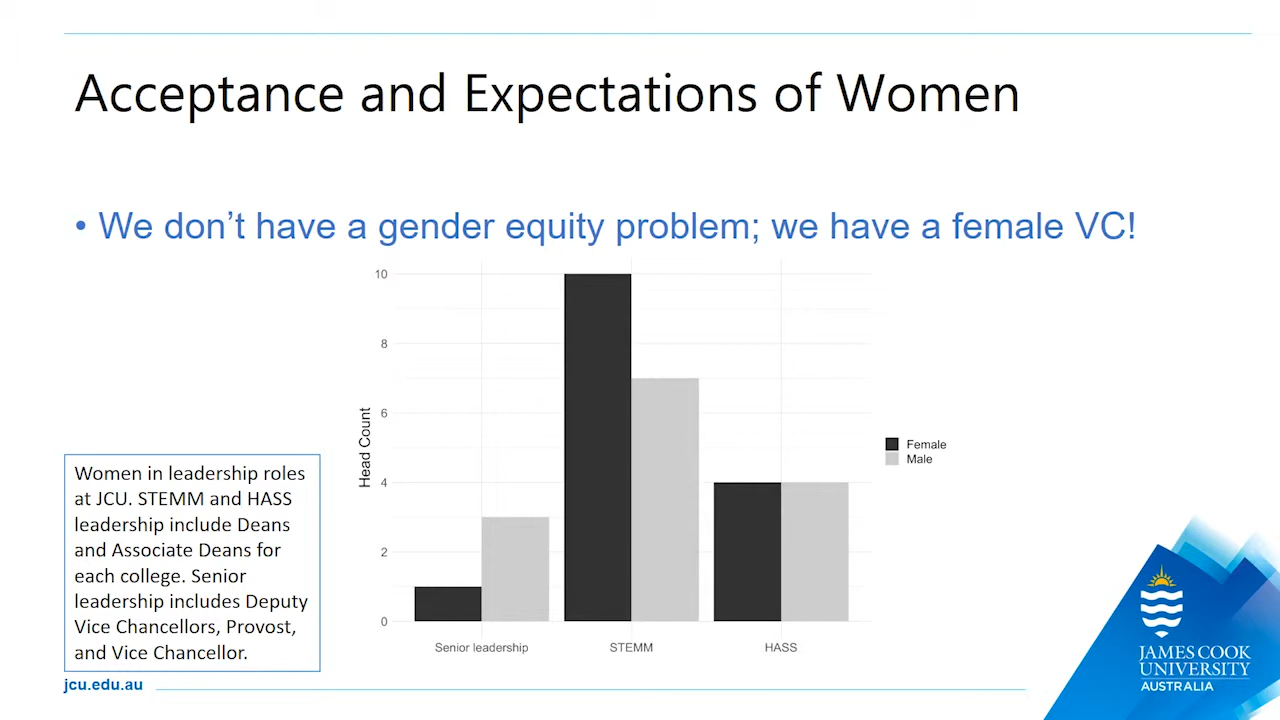 Acceptance and Expectations of Women
• We don’t have a gender equity problem; we have a female VC!
10
8
6
4
2
0
Head Count
Senior leadership
STEMM
HASS
Female
Male
Women in leadership roles
at JCU. STEMM and HASS
leadership include Deans
and Associate Deans for
each college. Senior
leadership includes Deputy
Vice Chancellors, Provost,
and Vice Chancellor.
jcu.edu.au
JAMES COOK
UNIVERSITY
AUSTRALIA